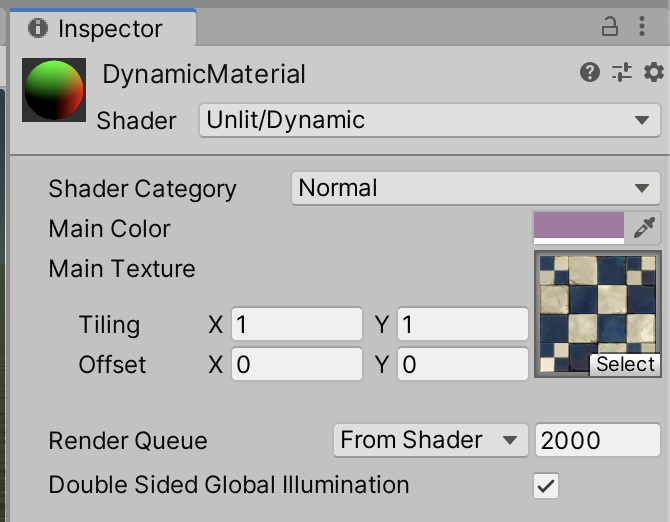 Inspector
DynamicMaterial
Shader Unlit/Dynamic
Shader Category Normal
Main Color
Main Texture
Tiling X 1 Y 1
Offset X 0 Y 0
Select
Render Queue From Shader 2000
Double Sided Global Illumination